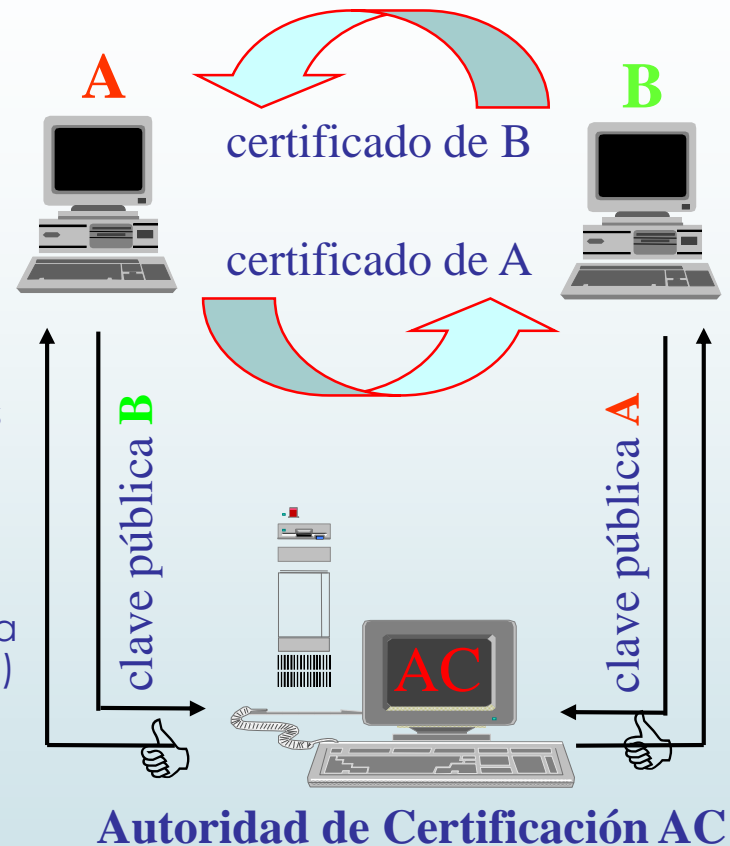 A
B
certificado de B
certificado de A
clave pública B
clave pública A
a
)
AC
Autoridad de Certificación AC